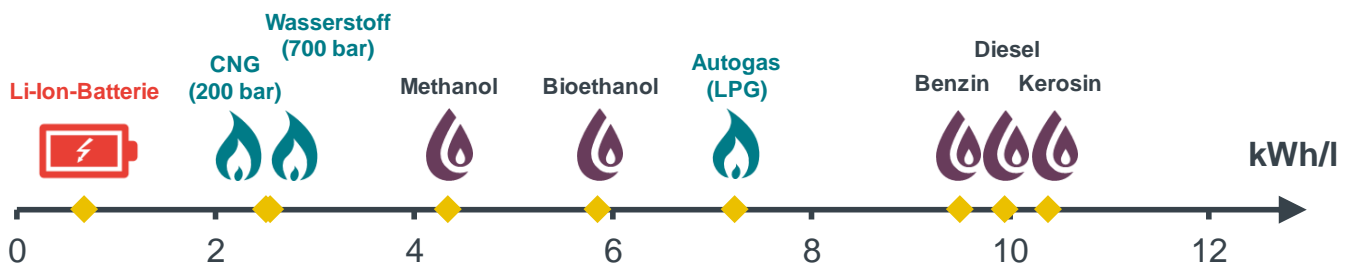 Wasserstoff
(700 bar)
CNG
(200 bar)
Li-Ion-Batterie
Methanol
Bioethanol
Autogas
(LPG)
Diesel
Benzin
Kerosin
kWh/l
0
2
4
6
8
10
12